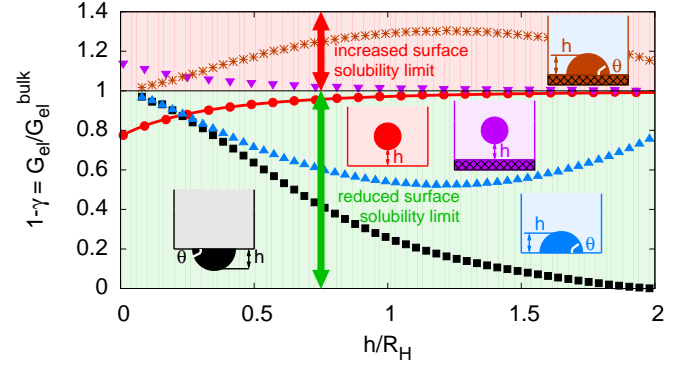 1.4
1.2
1
0.8
0.6
0.4
0.2
0
1-γ = G_el/G_el^bulk
increased surface
solubility limit
h
θ
h
h
reduced surface
solubility limit
θ
h
h
θ
0
0.5
1
1.5
2
h/R_H